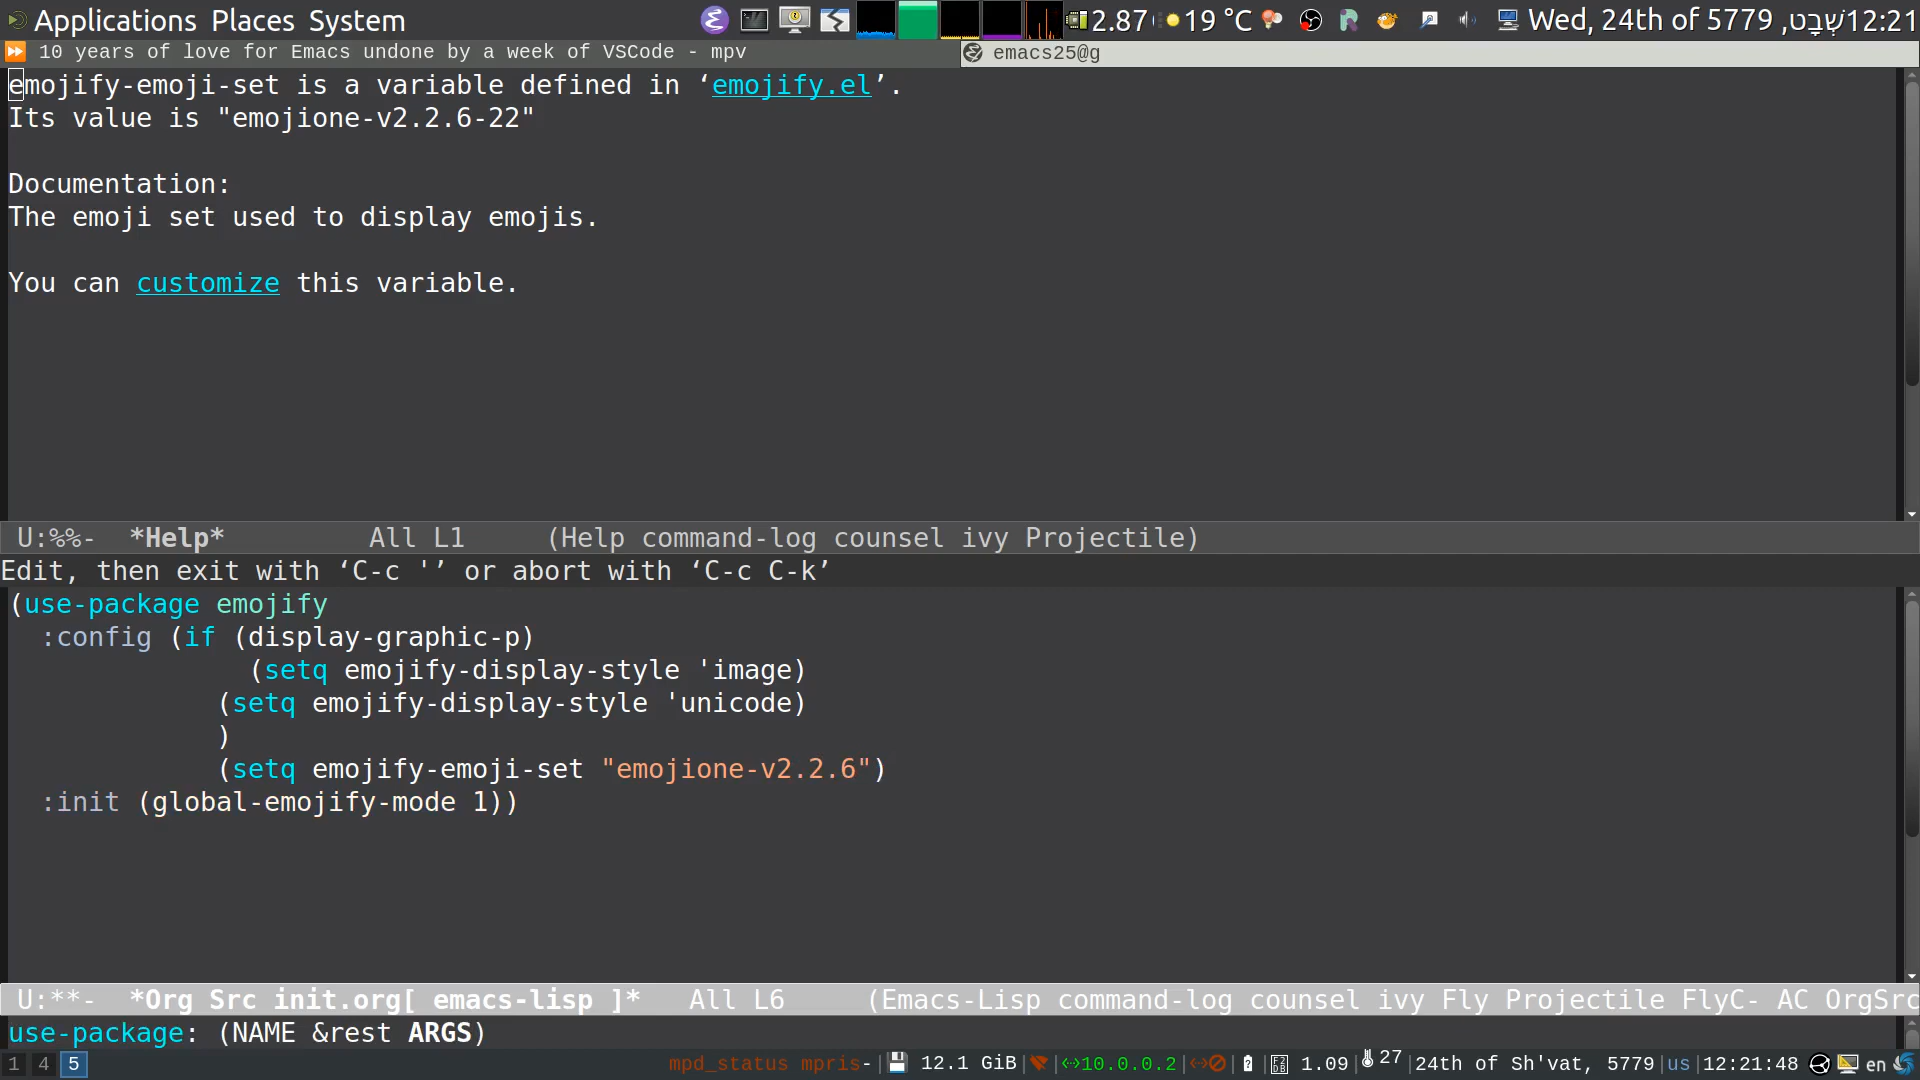 Applications Places System 2.87 19 °C Wed, 24th of שְׁבָט, 5779 12:21
10 years of love for Emacs undone by a week of VSCode - mpv emacs25@g
emojify-emoji-set is a variable defined in ‘emojify.el’.
Its value is "emojione-v2.2.6-22"
Documentation:
The emoji set used to display emojis.
You can customize this variable.
U:%%- *Help* All L1 (Help command-log counsel ivy Projectile)
Edit, then exit with ‘C-c '’ or abort with ‘C-c C-k’
(use-package emojify
:config (if (display-graphic-p)
(setq emojify-display-style 'image)
(setq emojify-display-style 'unicode)
)
(setq emojify-emoji-set "emojione-v2.2.6")
:init (global-emojify-mode 1))
U:**- *Org Src init.org[ emacs-lisp ]* All L6 (Emacs-Lisp command-log counsel ivy Fly Projectile FlyC- AC OrgSrc
use-package: (NAME &rest ARGS)
1 4 5 mpd_status mpris- | 12.1 GiB | 10.0.0.2 | 1.09 | 27 |24th of Sh'vat, 5779|us|12:21:48 en